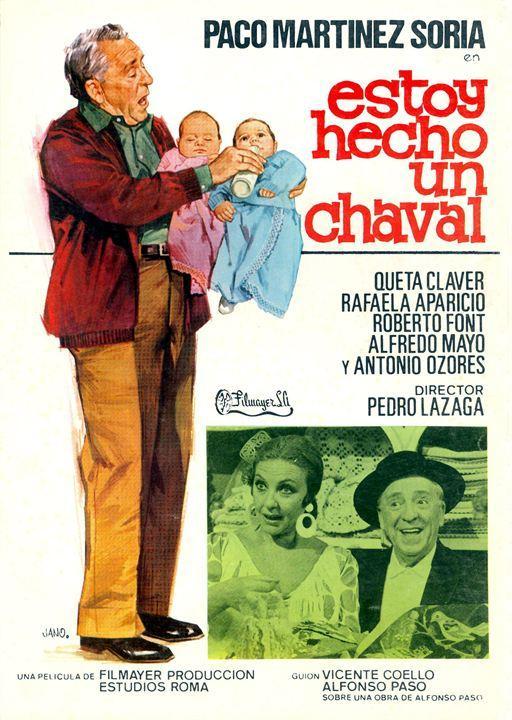 PACO MARTINEZ SORIA
en
estoy
hecho
un
chaval
QUETA CLAVER
RAFAELA APARICIO
ROBERTO FONT
ALFREDO MAYO
Y ANTONIO OZORES
DIRECTOR
PEDRO LAZAGA
Filmayer S.A.
JANO.
UNA PELICULA DE FILMAYER PRODUCCION
ESTUDIOS ROMA
GUION VICENTE COELLO
ALFONSO PASO
SOBRE UNA OBRA DE ALFONSO PASO